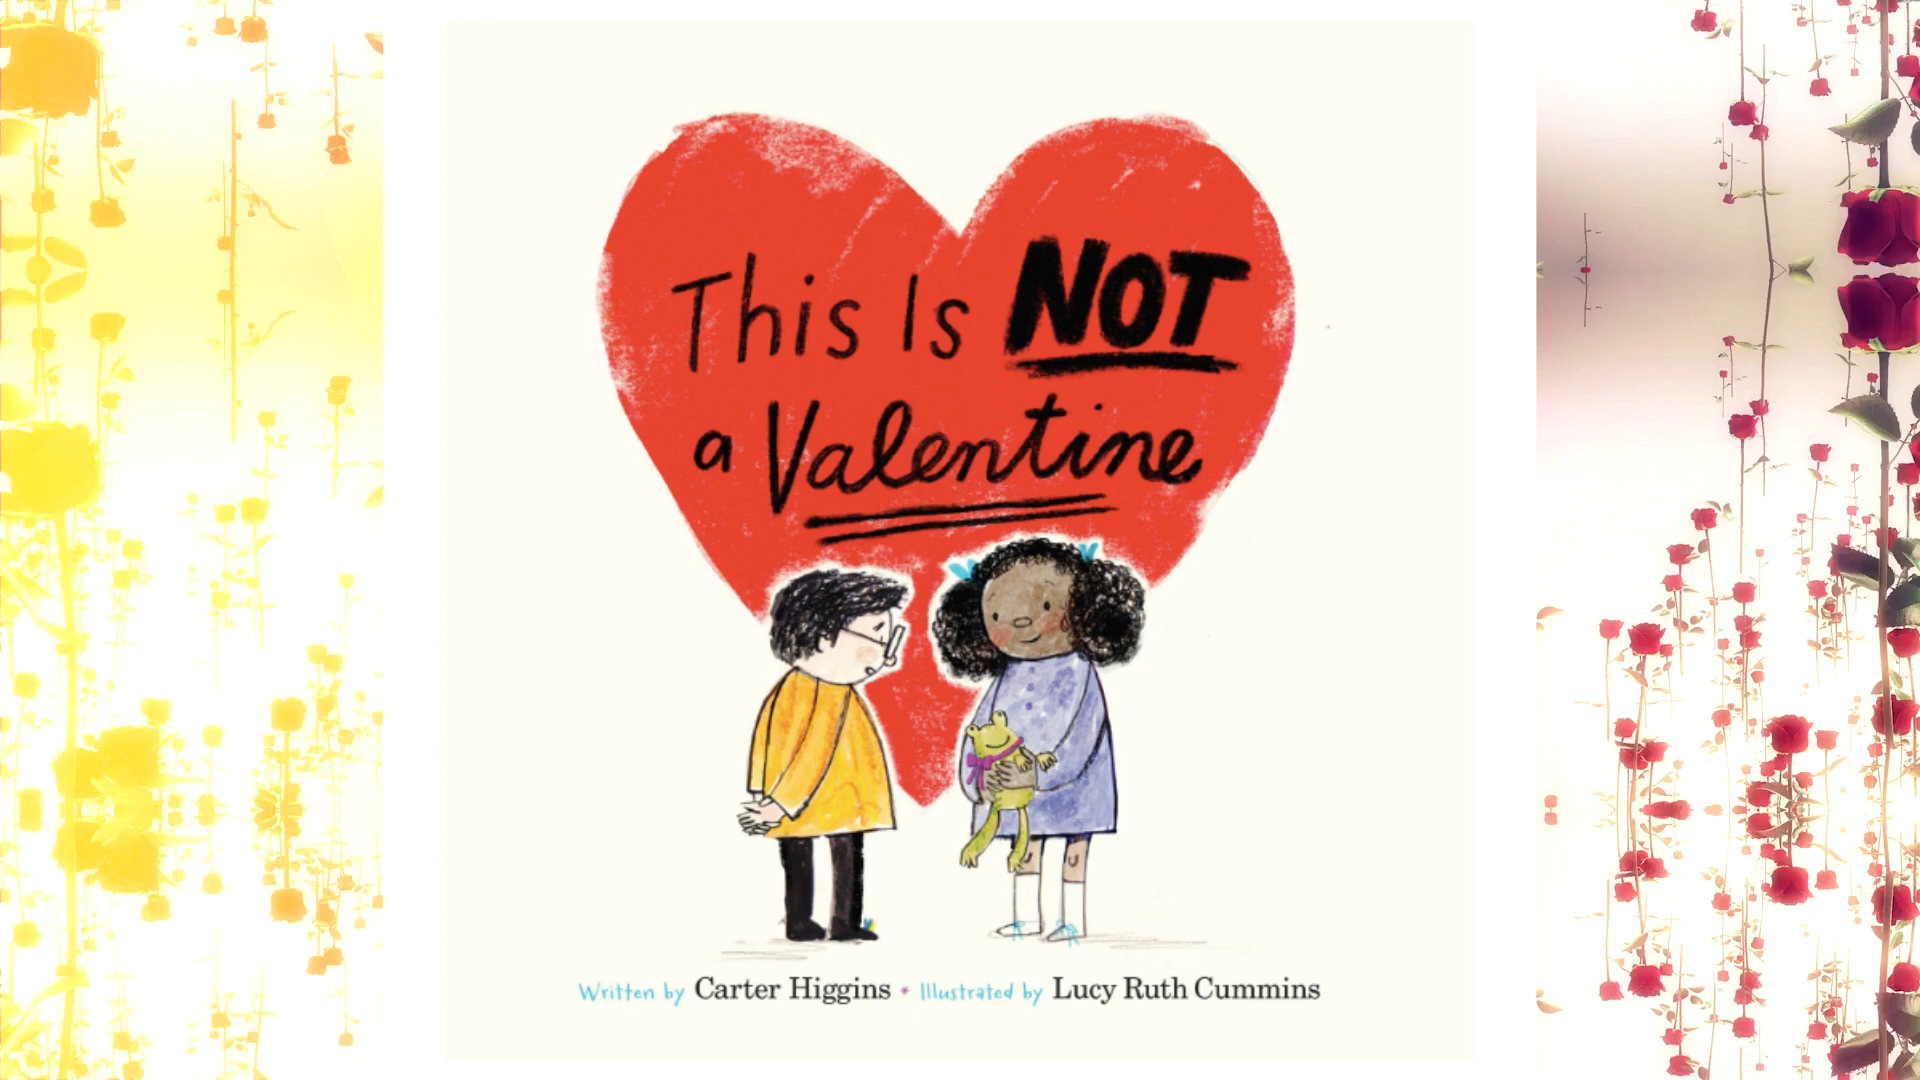 This Is NOT
a Valentine
Written by Carter Higgins • Illustrated by Lucy Ruth Cummins